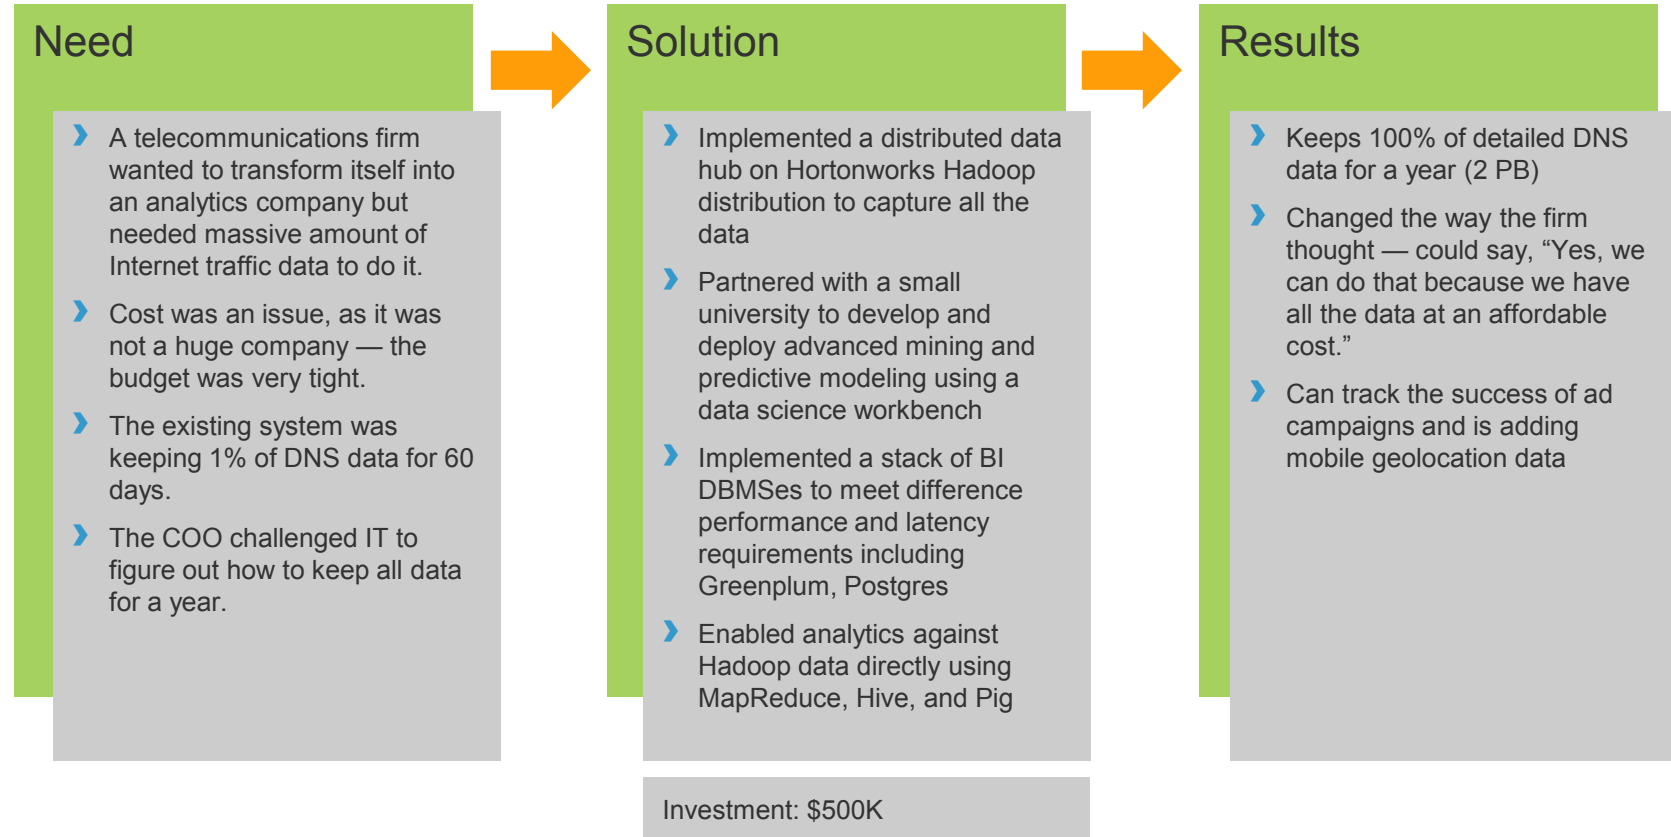 Need
A telecommunications firm
wanted to transform itself into
an analytics company but
needed massive amount of
Internet traffic data to do it.
Cost was an issue, as it was
not a huge company — the
budget was very tight.
The existing system was
keeping 1% of DNS data for 60
days.
The COO challenged IT to
figure out how to keep all data
for a year.
Solution
Implemented a distributed data
hub on Hortonworks Hadoop
distribution to capture all the
data
Partnered with a small
university to develop and
deploy advanced mining and
predictive modeling using a
data science workbench
Implemented a stack of BI
DBMSes to meet difference
performance and latency
requirements including
Greenplum, Postgres
Enabled analytics against
Hadoop data directly using
MapReduce, Hive, and Pig
Investment: $500K
Results
Keeps 100% of detailed DNS
data for a year (2 PB)
Changed the way the firm
thought — could say, “Yes, we
can do that because we have
all the data at an affordable
cost.”
Can track the success of ad
campaigns and is adding
mobile geolocation data